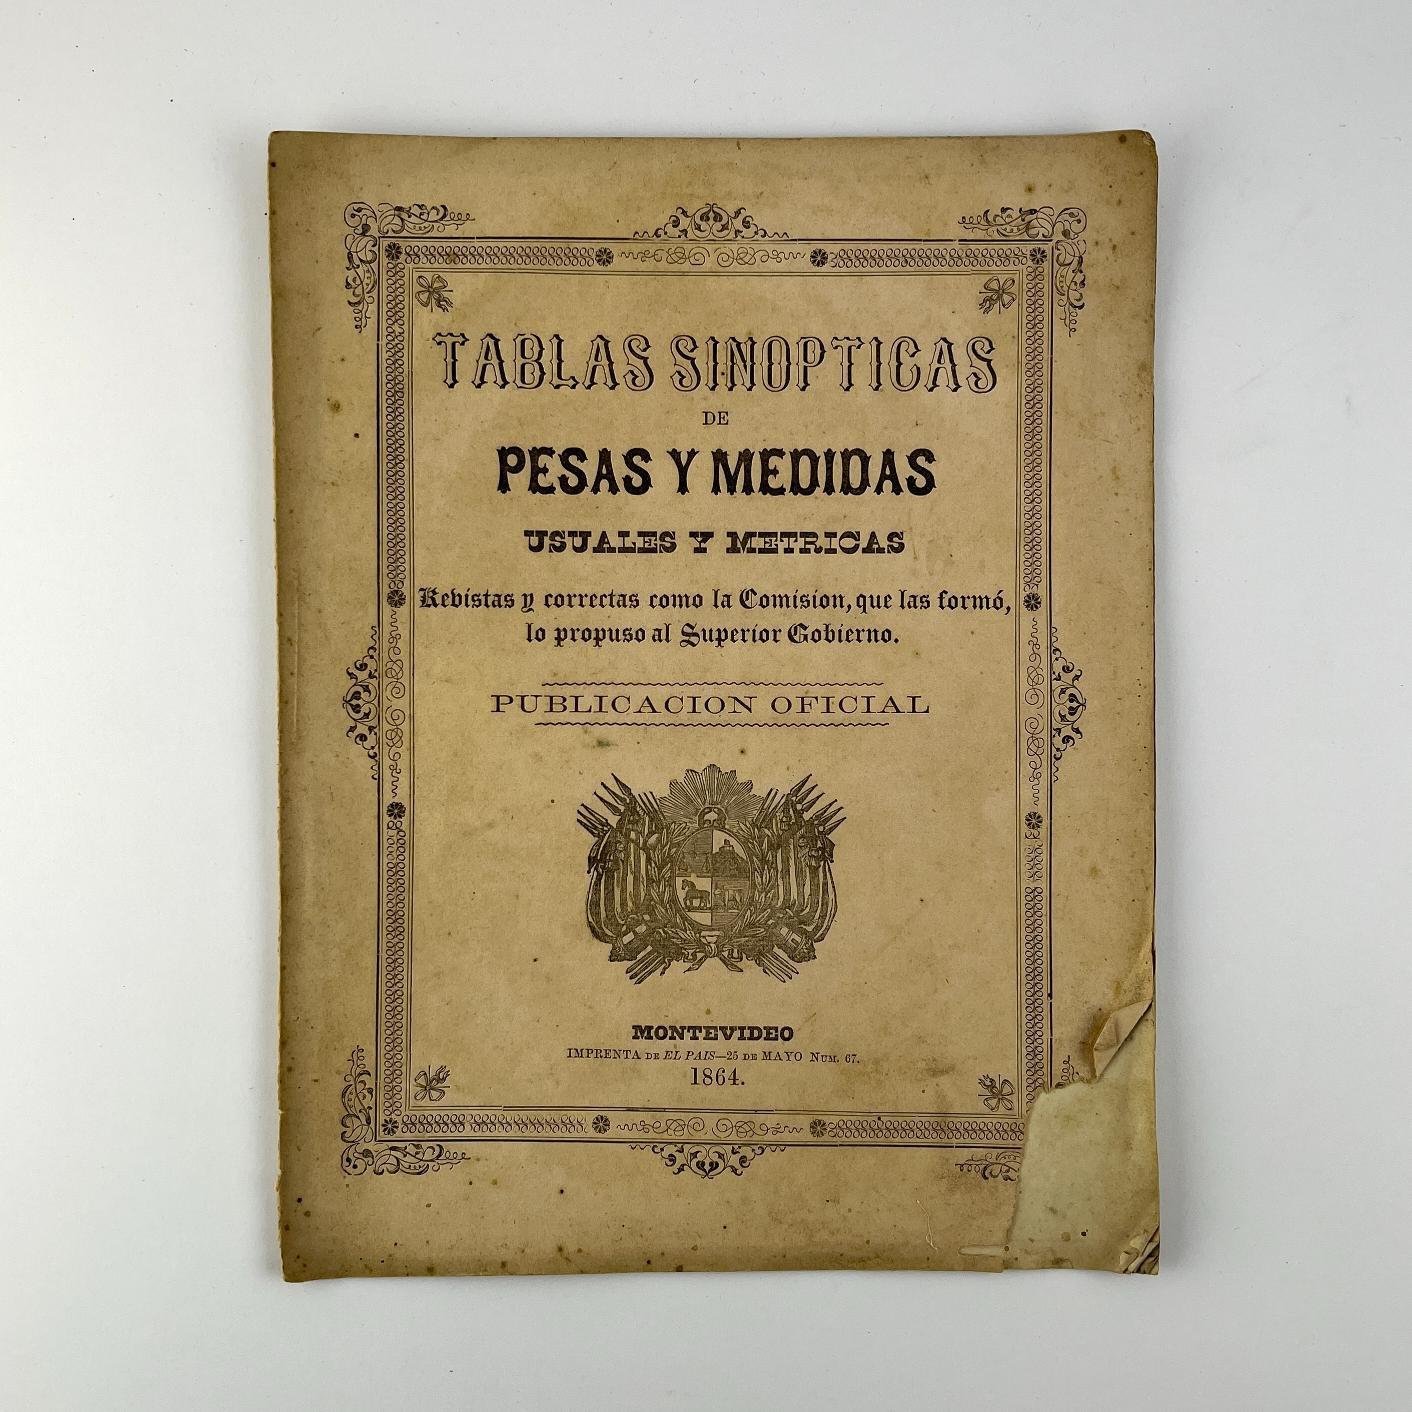 TABLAS SINOPTICAS
DE
PESAS Y MEDIDAS
USUALES Y METRICAS
Revistas y correctas como la Comision, que las formó,
lo propuso al Superior Gobierno.
PUBLICACION OFICIAL
MONTEVIDEO
IMPRENTA DE EL PAIS—25 DE MAYO NUM. 67.
1864.